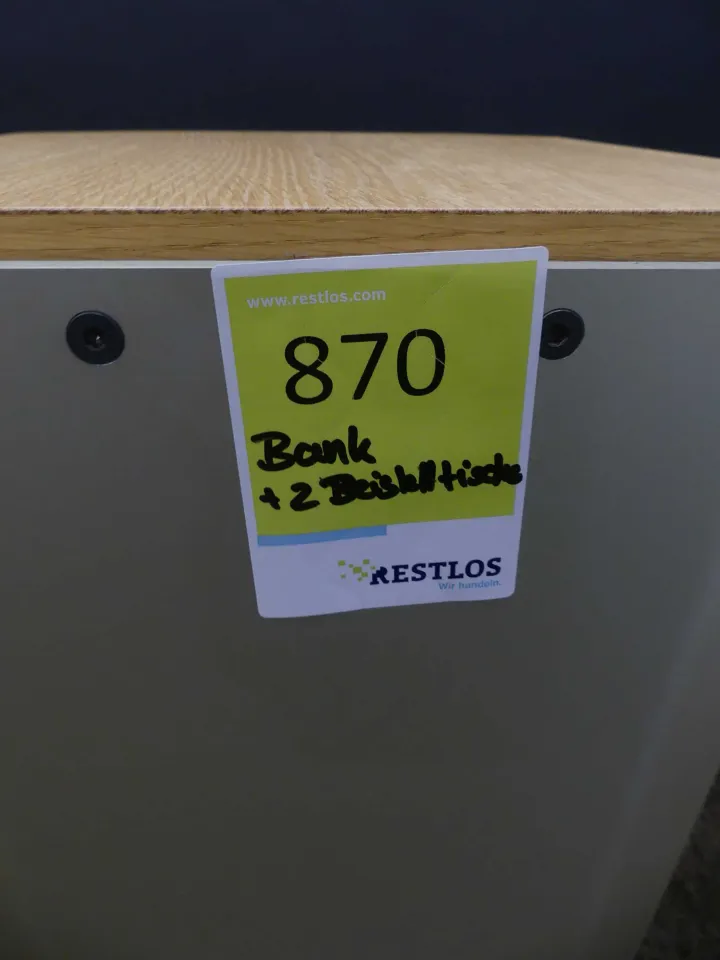 www.restlos.com
870
Bank
+ 2 Beistelltische
RESTLOS
Wir handeln.